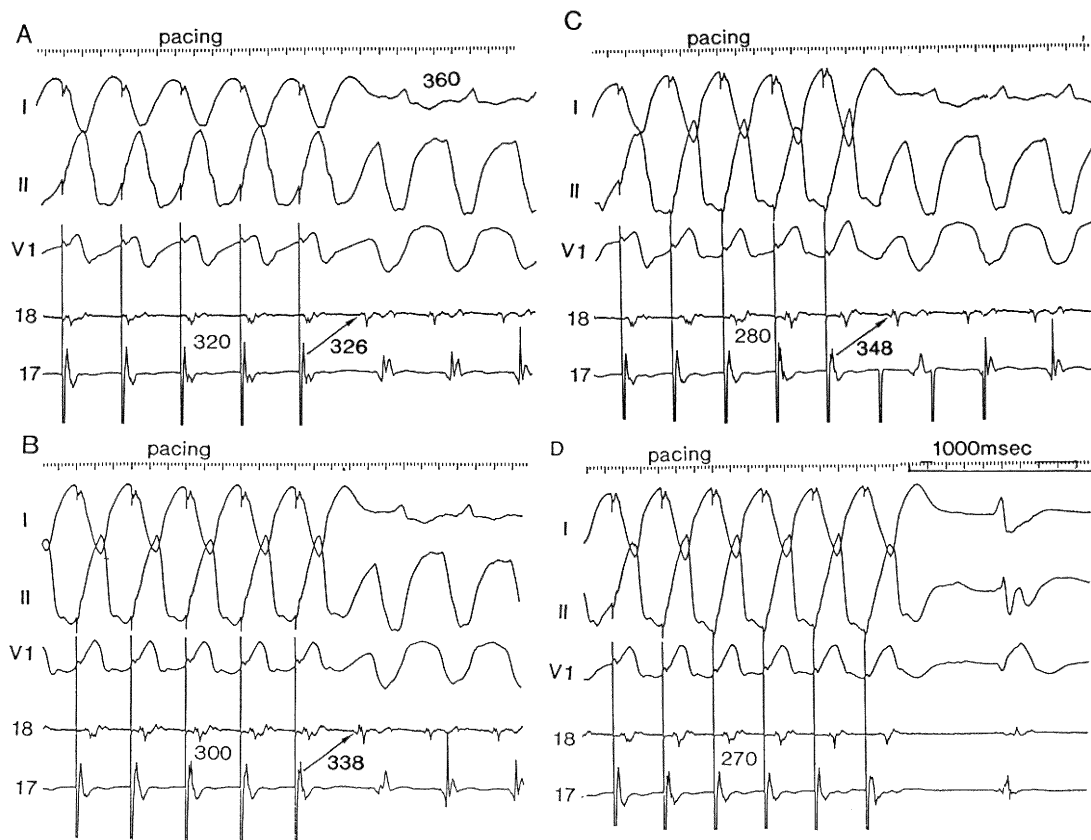 A
pacing
I
360
II
V1
18
320
326
17
C
pacing
I
II
V1
18
280
348
17
B
pacing
I
II
V1
18
300
338
17
D
pacing
1000msec
I
II
V1
18
270
17